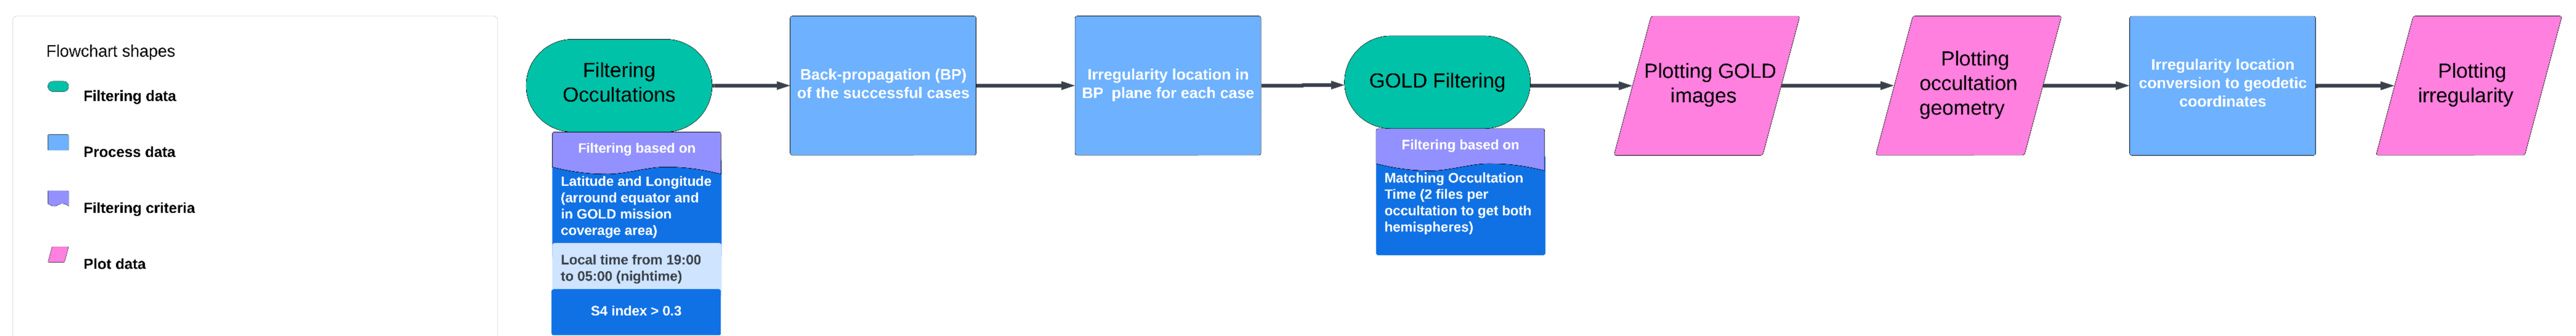 Flowchart shapes
Filtering data
Process data
Filtering criteria
Plot data
Filtering
Occultations
Filtering based on
Latitude and Longitude
(arround equator and
in GOLD mission
coverage area)
Local time from 19:00
to 05:00 (nightime)
S4 index > 0.3
Back-propagation (BP)
of the successful cases
Irregularity location in
BP plane for each case
GOLD Filtering
Filtering based on
Matching Occultation
Time (2 files per
occultation to get both
hemispheres)
Plotting GOLD
images
Plotting
occultation
geometry
Irregularity location
conversion to geodetic
coordinates
Plotting
irregularity